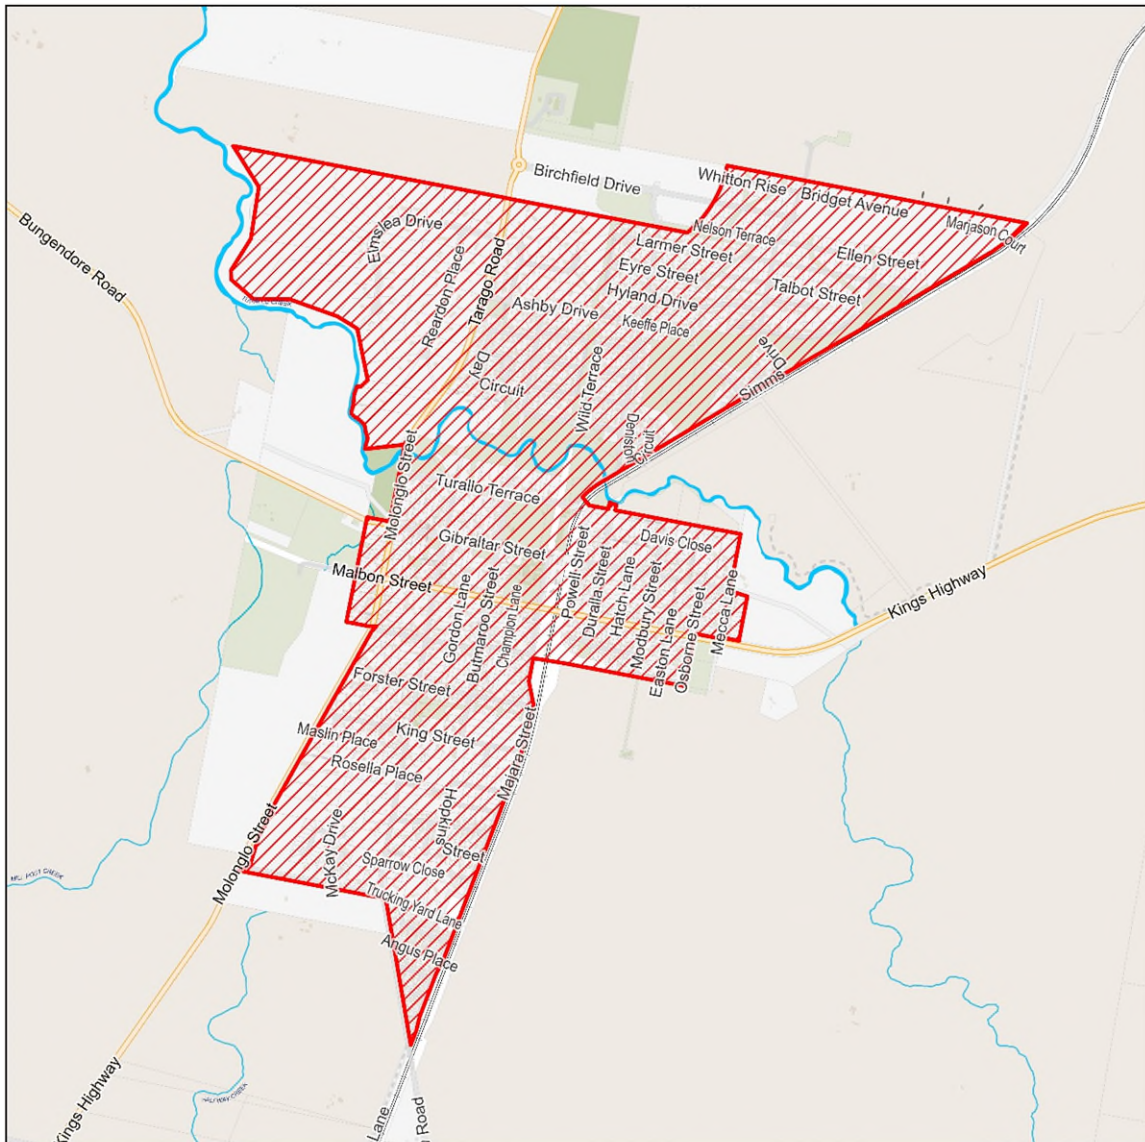 Birchfield Drive
Whitton Rise
Bridget Avenue
Marjason Court
Bungendore Road
Elmslea Drive
Nelson Terrace
Larmer Street
Ellen Street
Reardon Place
Tarago Road
Eyre Street
Talbot Street
Hyland Drive
Ashby Drive
Keeffe Place
Day
Circuit
Wild Terrace
Simms
Drive
Deniston
Circuit
Molonglo Street
Turallo Terrace
Gibraltar Street
Davis Close
Malbon Street
Gordon Lane
Butmaroo Street
Champion Lane
Powell Street
Duralla Street
Hatch Lane
Modbury Street
Easton Lane
Osborne Street
Mecca Lane
Kings Highway
Forster Street
Maslin Place
King Street
Majara Street
Rosella Place
Hopkins
Street
Molonglo Street
McKay Drive
Sparrow Close
Trucking Yard Lane
Angus Place
Kings Highway
Lane
Road